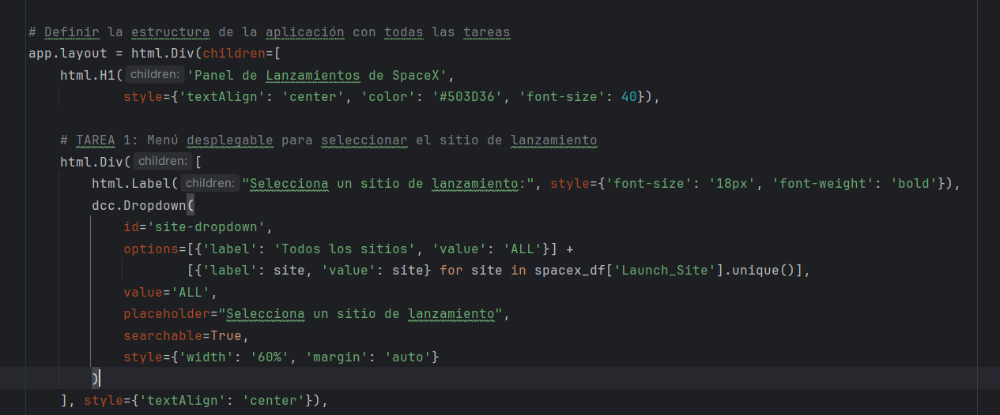 # Definir la estructura de la aplicación con todas las tareas
app.layout = html.Div(children=[
    html.H1( children: 'Panel de Lanzamientos de SpaceX',
            style={'textAlign': 'center', 'color': '#503D36', 'font-size': 40}),
    # TAREA 1: Menú desplegable para seleccionar el sitio de lanzamiento
    html.Div( children: [
        html.Label( children: "Selecciona un sitio de lanzamiento:", style={'font-size': '18px', 'font-weight': 'bold'}),
        dcc.Dropdown(
            id='site-dropdown',
            options=[{'label': 'Todos los sitios', 'value': 'ALL'}] +
                    [{'label': site, 'value': site} for site in spacex_df['Launch_Site'].unique()],
            value='ALL',
            placeholder="Selecciona un sitio de lanzamiento",
            searchable=True,
            style={'width': '60%', 'margin': 'auto'}
        )
    ], style={'textAlign': 'center'}),